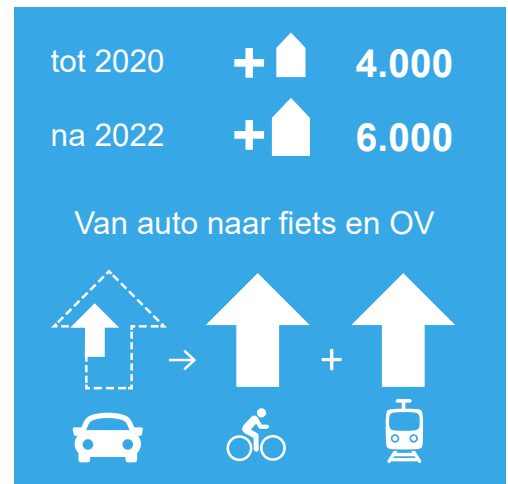 tot 2020 + 4.000
na 2022 + 6.000
Van auto naar fiets en OV
→ +